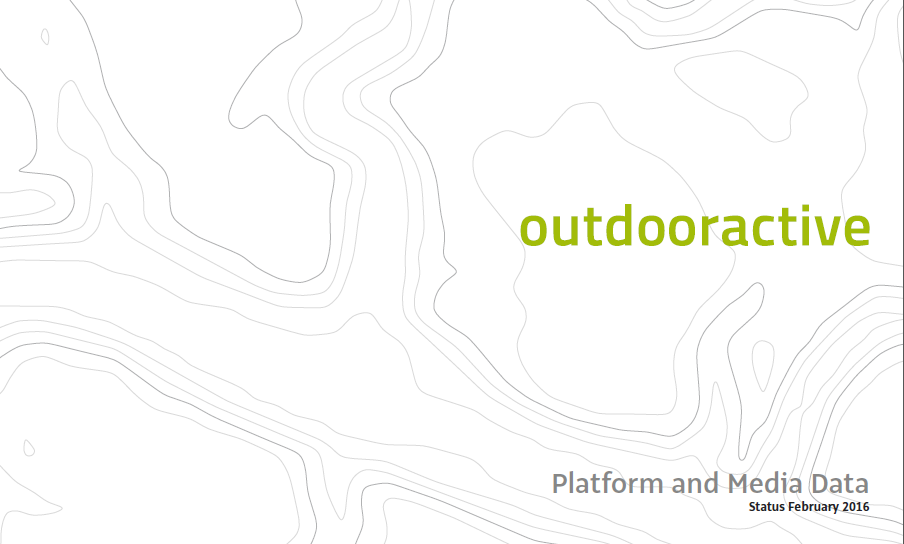 outdooractive
Platform and Media Data
Status February 2016